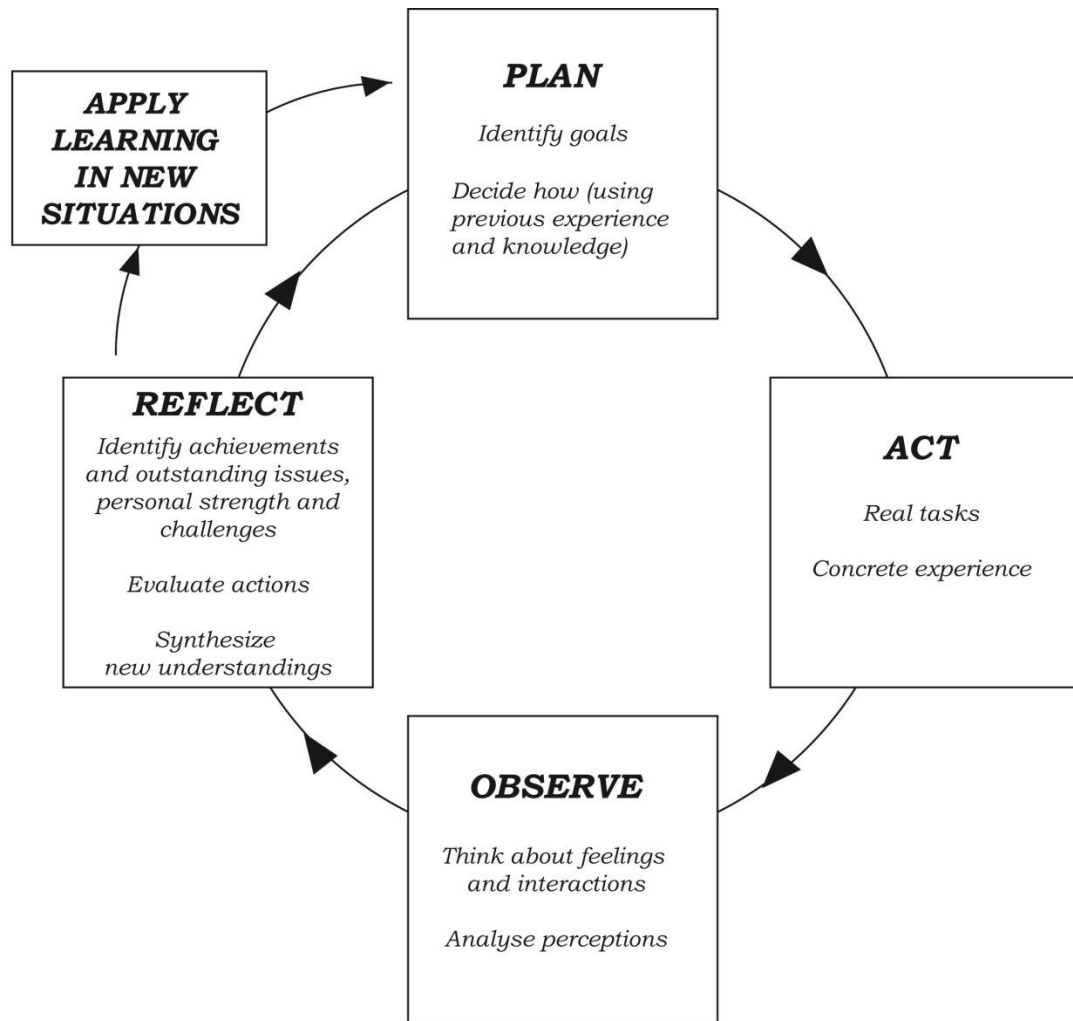 APPLY
LEARNING
IN NEW
SITUATIONS
PLAN
Identify goals
Decide how (using
previous experience
and knowledge)
ACT
Real tasks
Concrete experience
OBSERVE
Think about feelings
and interactions
Analyse perceptions
REFLECT
Identify achievements
and outstanding issues,
personal strength and
challenges
Evaluate actions
Synthesize
new understandings